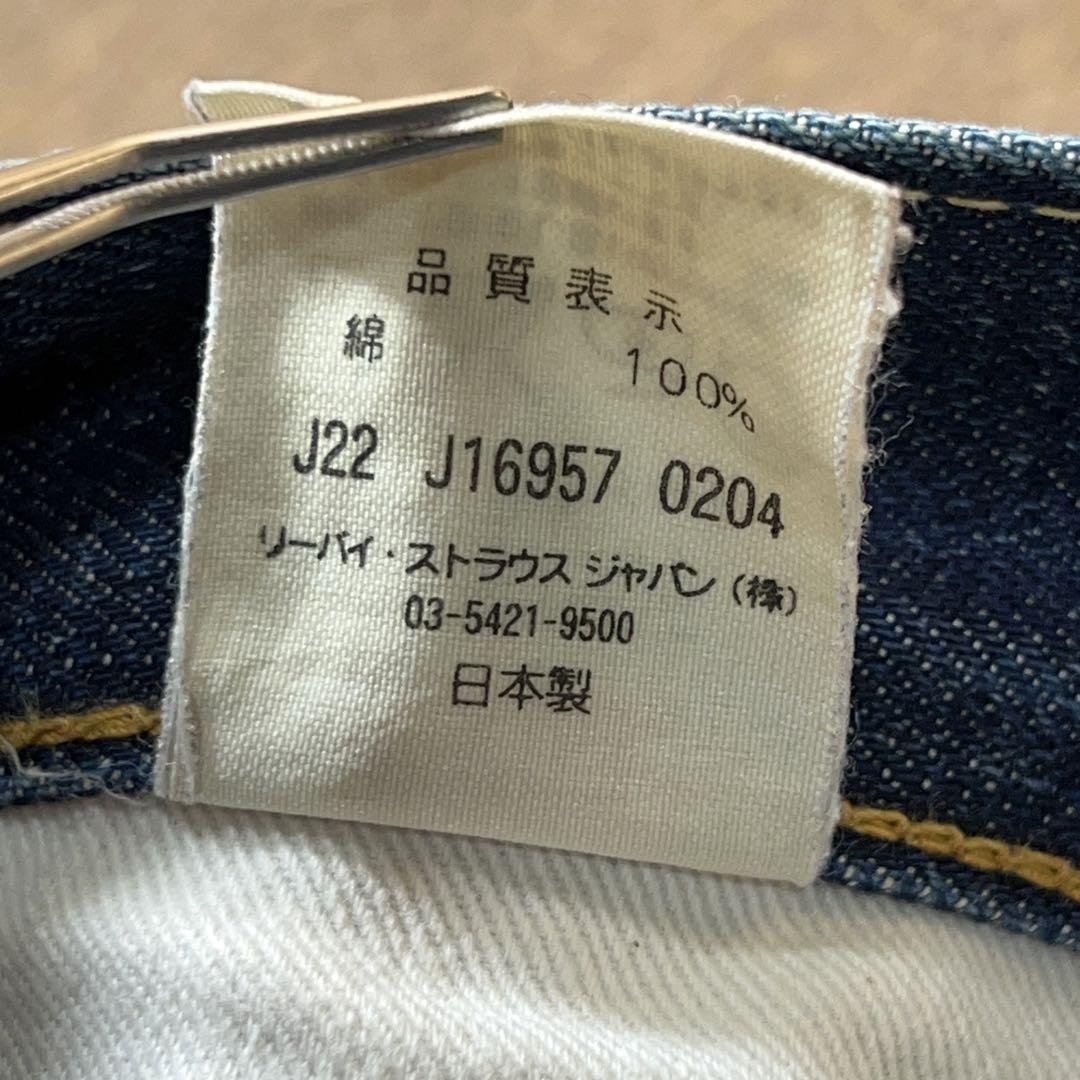 品質表示
綿 100%
J22 J16957 0204
リーバイ・ストラウス ジャパン (株)
03-5421-9500
日本製